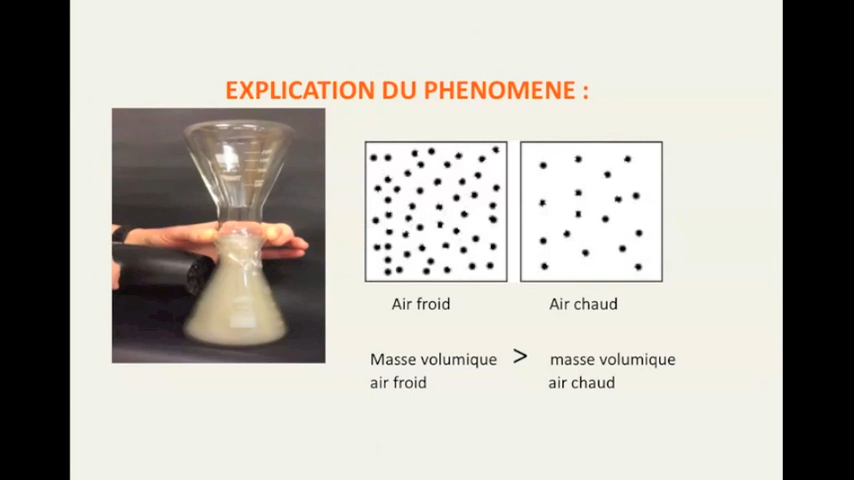 EXPLICATION DU PHENOMENE :
Air froid
Air chaud
Masse volumique > masse volumique
air froid
air chaud